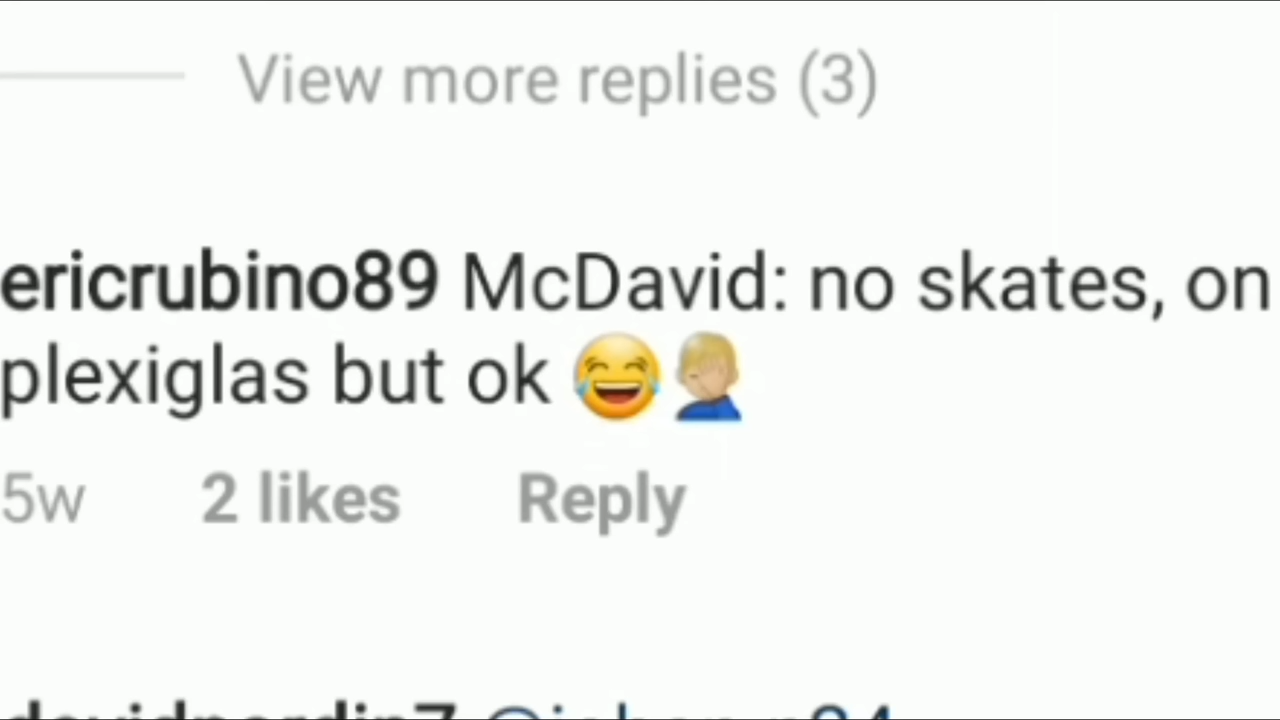 View more replies (3)
ericrubino89 McDavid: no skates, on
plexiglas but ok 😂🤦🏼‍♂️
5w 2 likes Reply